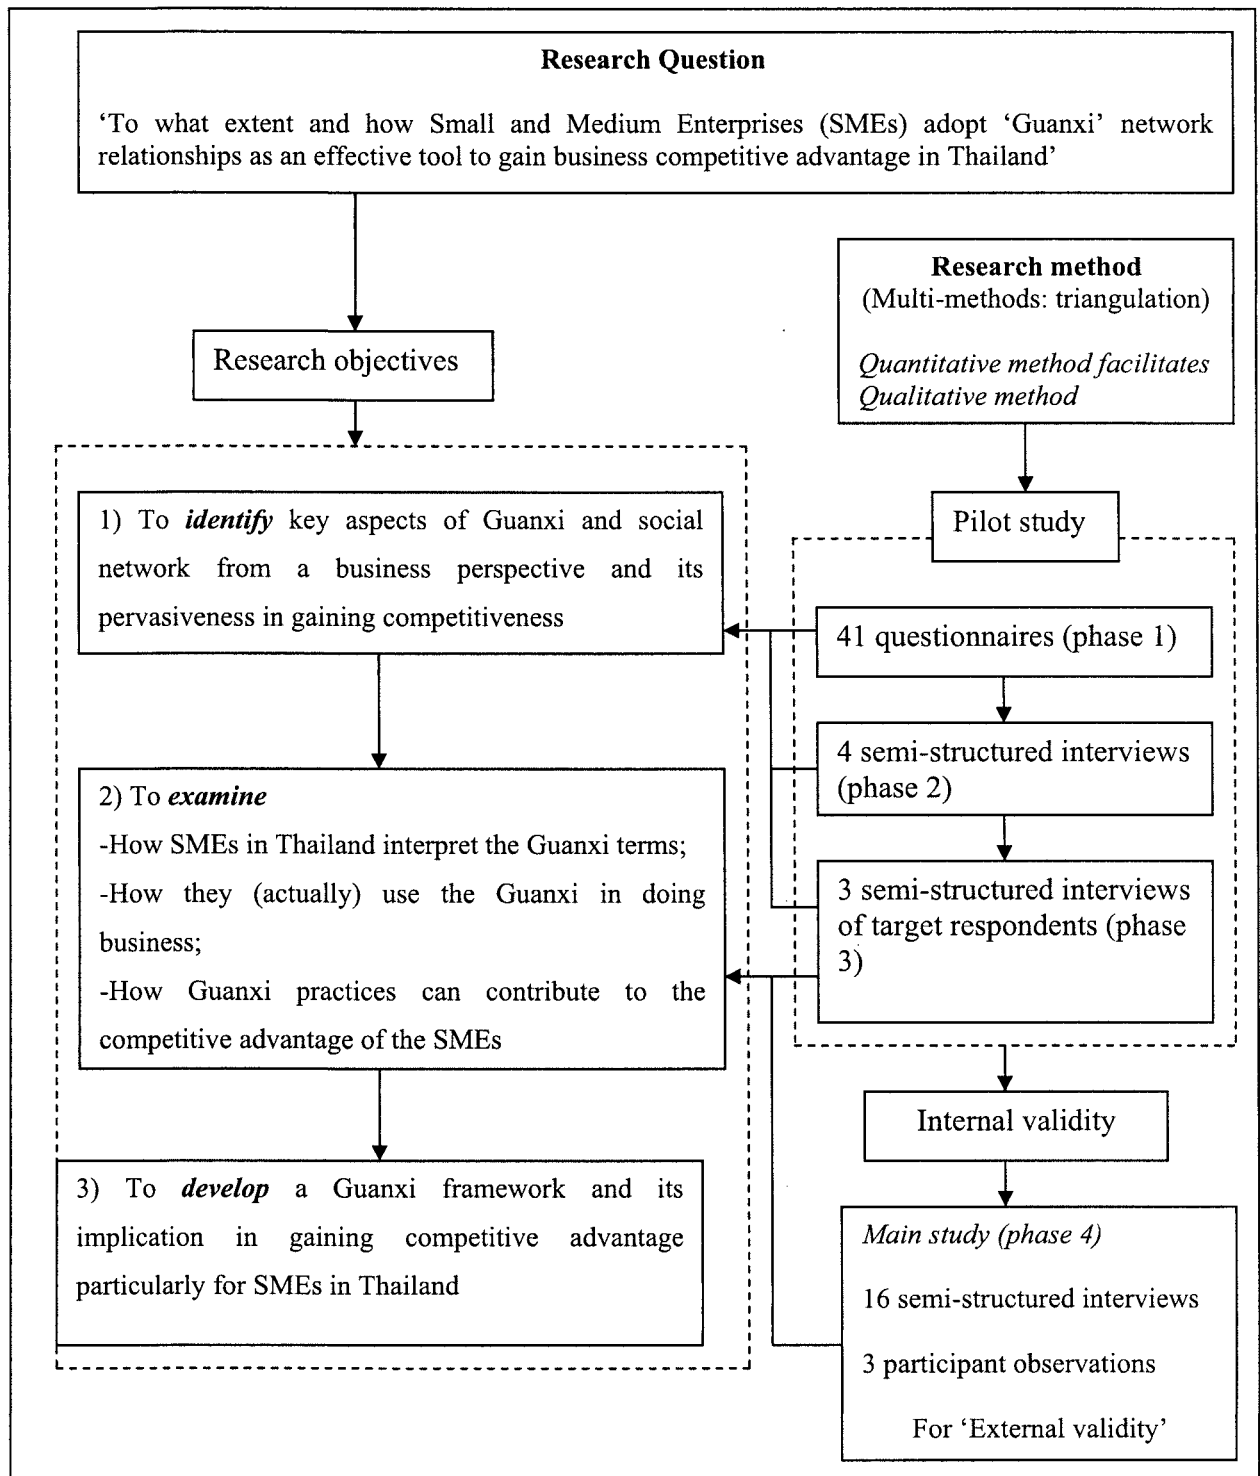 Research Question
‘To what extent and how Small and Medium Enterprises (SMEs) adopt ‘Guanxi’ network
relationships as an effective tool to gain business competitive advantage in Thailand’
Research objectives
1) To identify key aspects of Guanxi and social
network from a business perspective and its
pervasiveness in gaining competitiveness
2) To examine
-How SMEs in Thailand interpret the Guanxi terms;
-How they (actually) use the Guanxi in doing
business;
-How Guanxi practices can contribute to the
competitive advantage of the SMEs
3) To develop a Guanxi framework and its
implication in gaining competitive advantage
particularly for SMEs in Thailand
Research method
(Multi-methods: triangulation)
Quantitative method facilitates
Qualitative method
Pilot study
41 questionnaires (phase 1)
4 semi-structured interviews
(phase 2)
3 semi-structured interviews
of target respondents (phase
3)
Internal validity
Main study (phase 4)
16 semi-structured interviews
3 participant observations
For ‘External validity’